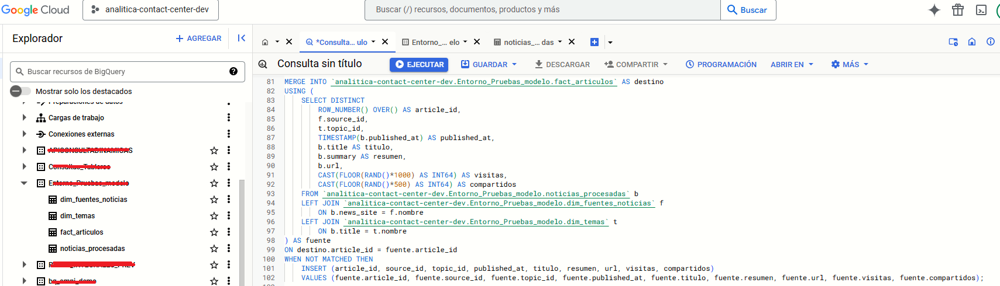 Google Cloud
analitica-contact-center-dev
Buscar (/) recursos, documentos, productos y más
Buscar
Explorador
+ AGREGAR
*Consulta… ulo
Entorno_… elo
noticias_… das
Buscar recursos de BigQuery
Consulta sin título
EJECUTAR
GUARDAR
DESCARGAR
COMPARTIR
PROGRAMACIÓN
ABRIR EN
MÁS
Mostrar solo los destacados
Preparaciones de datos
Cargas de trabajo
Conexiones externas
dim_fuentes_noticias
dim_temas
fact_articulos
noticias_procesadas
81 MERGE INTO `analitica-contact-center-dev.Entorno_Pruebas_modelo.fact_articulos` AS destino
82 USING (
83 SELECT DISTINCT
84 ROW_NUMBER() OVER() AS article_id,
85 f.source_id,
86 t.topic_id,
87 TIMESTAMP(b.published_at) AS published_at,
88 b.title AS titulo,
89 b.summary AS resumen,
90 b.url,
91 CAST(FLOOR(RAND()*1000) AS INT64) AS visitas,
92 CAST(FLOOR(RAND()*500) AS INT64) AS compartidos
93 FROM `analitica-contact-center-dev.Entorno_Pruebas_modelo.noticias_procesadas` b
94 LEFT JOIN `analitica-contact-center-dev.Entorno_Pruebas_modelo.dim_fuentes_noticias` f
95 ON b.news_site = f.nombre
96 LEFT JOIN `analitica-contact-center-dev.Entorno_Pruebas_modelo.dim_temas` t
97 ON b.title = t.nombre
98 ) AS fuente
99 ON destino.article_id = fuente.article_id
100 WHEN NOT MATCHED THEN
101 INSERT (article_id, source_id, topic_id, published_at, titulo, resumen, url, visitas, compartidos)
102 VALUES (fuente.article_id, fuente.source_id, fuente.topic_id, fuente.published_at, fuente.titulo, fuente.resumen, fuente.url, fuente.visitas, fuente.compartidos);